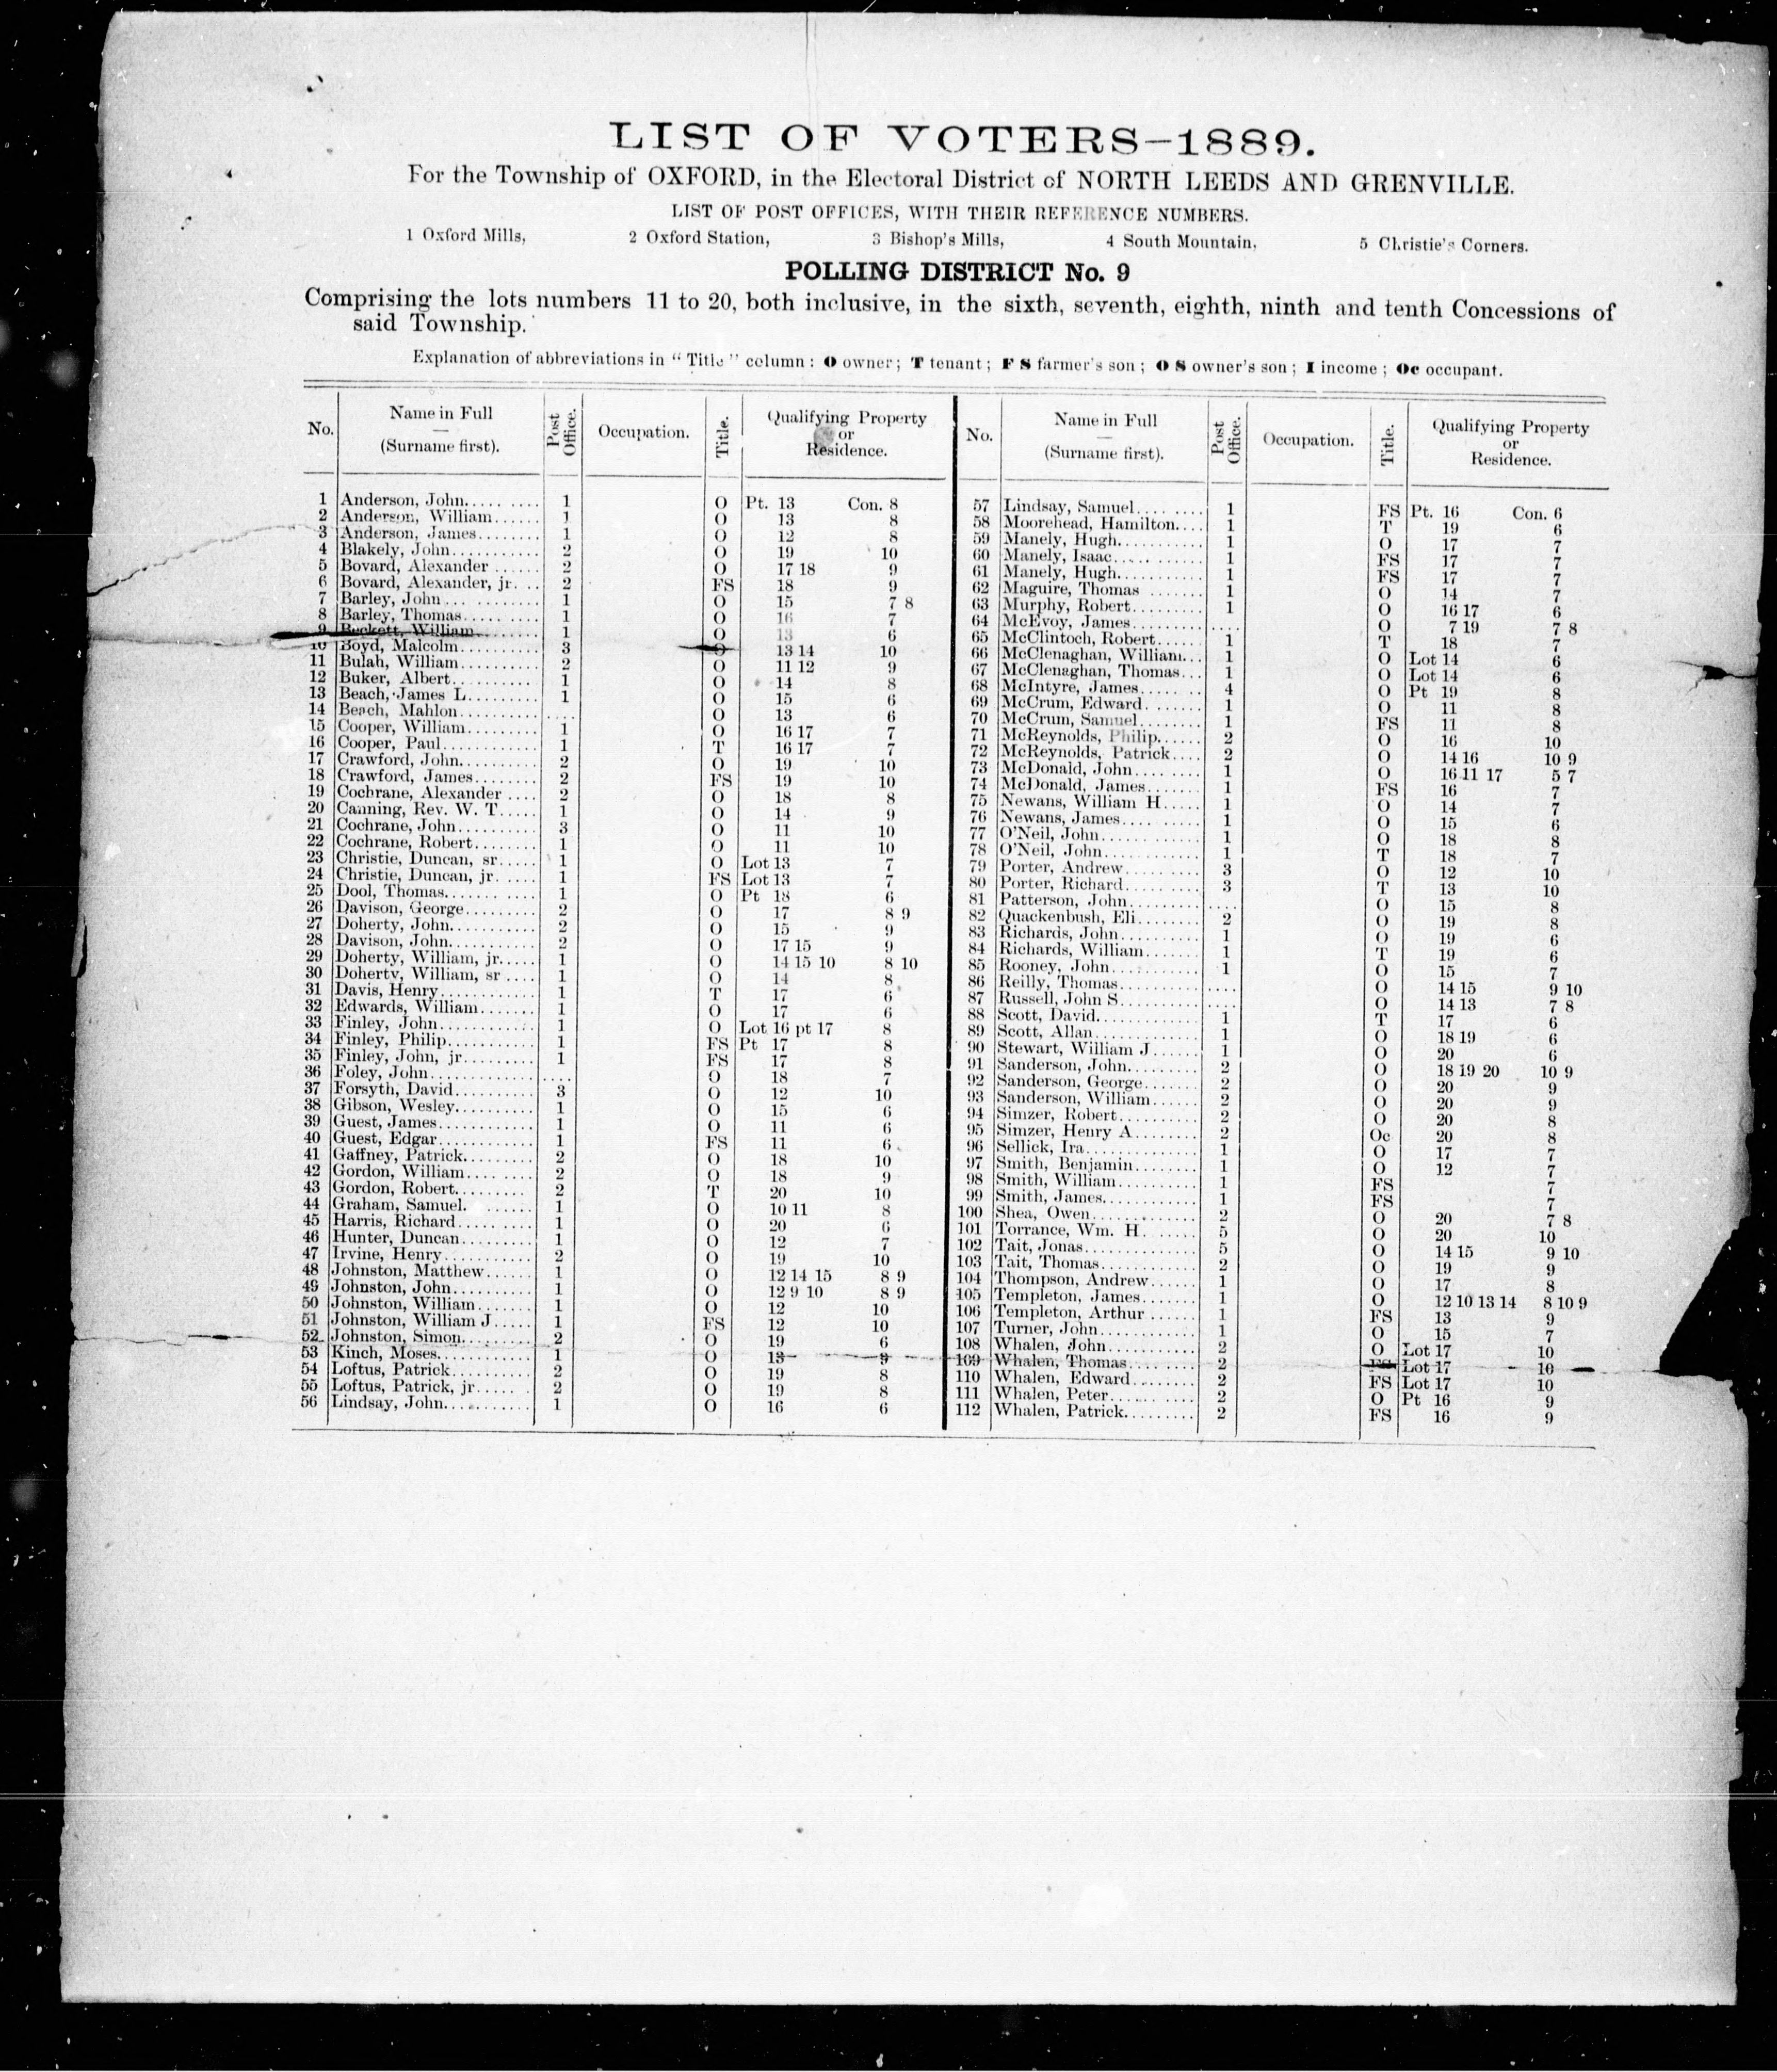 LIST OF VOTERS-1889.
For the Township of OXFORD, in the Electoral District of NORTH LEEDS AND GRENVILLE.
LIST OF POST OFFICES, WITH THEIR REFERENCE NUMBERS.
1 Oxford Mills, 2 Oxford Station, 3 Bishop's Mills, 4 South Mountain, 5 Christie's Corners.
POLLING DISTRICT No. 9
Comprising the lots numbers 11 to 20, both inclusive, in the sixth, seventh, eighth, ninth and tenth Concessions of
said Township.
Explanation of abbreviations in "Title" column: O owner; T tenant; F S farmer's son; O S owner's son; I income; Oc occupant.
No. Name in Full (Surname first). Post Office. Occupation. Title. Qualifying Property or Residence.
1 Anderson, John 1 O Pt. 13 Con. 8
2 Anderson, William 1 O 13 8
3 Anderson, James 1 O 12 8
4 Blakely, John 2 O 19 10
5 Bovard, Alexander 2 O 17 18 9
6 Bovard, Alexander, jr. 2 FS 18 9
7 Barley, John 1 O 15 7 8
8 Barley, Thomas 1 O 16 7
9 Beckett, William 1 O 13 6
10 Boyd, Malcolm 3 O 13 14 10
11 Bulah, William 2 O 11 12 9
12 Buker, Albert 1 O 14 8
13 Beach, James L 1 O 15 6
14 Beach, Mahlon .... O 13 6
15 Cooper, William 1 O 16 17 7
16 Cooper, Paul 1 T 16 17 7
17 Crawford, John 2 O 19 10
18 Crawford, James 2 FS 19 10
19 Cochrane, Alexander 2 O 18 8
20 Canning, Rev. W. T. 1 O 14 9
21 Cochrane, John 3 O 11 10
22 Cochrane, Robert 1 O 11 10
23 Christie, Duncan, sr 1 O Lot 13 7
24 Christie, Duncan, jr. 1 FS Lot 13 7
25 Dool, Thomas 1 O Pt 18 6
26 Davison, George 2 O 17 8 9
27 Doherty, John 2 O 15 9
28 Davison, John 2 O 17 15 9
29 Doherty, William, jr 1 O 14 15 10 8 10
30 Doherty, William, sr 1 O 14 8
31 Davis, Henry 1 T 17 6
32 Edwards, William 1 O 17 6
33 Finley, John 1 O Lot 16 pt 17 8
34 Finley, Philip 1 FS Pt 17 8
35 Finley, John, jr 1 FS 17 8
36 Foley, John .... O 18 7
37 Forsyth, David 3 O 12 10
38 Gibson, Wesley 1 O 15 6
39 Guest, James 1 O 11 6
40 Guest, Edgar 1 FS 11 6
41 Gaffney, Patrick 2 O 18 10
42 Gordon, William 2 O 18 9
43 Gordon, Robert 2 T 20 10
44 Graham, Samuel 1 O 10 11 8
45 Harris, Richard 1 O 20 6
46 Hunter, Duncan 1 O 12 7
47 Irvine, Henry 2 O 19 10
48 Johnston, Matthew 1 O 12 14 15 8 9
49 Johnston, John 1 O 12 9 10 8 9
50 Johnston, William 1 O 12 10
51 Johnston, William J 1 FS 12 10
52 Johnston, Simon 2 O 19 6
53 Kinch, Moses 1 O 13 9
54 Loftus, Patrick 2 O 19 8
55 Loftus, Patrick, jr 2 O 19 8
56 Lindsay, John 1 O 16 6
No. Name in Full (Surname first). Post Office. Occupation. Title. Qualifying Property or Residence.
57 Lindsay, Samuel 1 FS Pt. 16 Con. 6
58 Moorehead, Hamilton 1 T 19 6
59 Manely, Hugh 1 O 17 7
60 Manely, Isaac 1 FS 17 7
61 Manely, Hugh 1 FS 17 7
62 Maguire, Thomas 1 O 14 7
63 Murphy, Robert 1 O 16 17 6
64 McEvoy, James .... O 7 19 7 8
65 McClintoch, Robert 1 T 18 7
66 McClenaghan, William 1 O Lot 14 6
67 McClenaghan, Thomas 1 O Lot 14 6
68 McIntyre, James 4 O Pt 19 8
69 McCrum, Edward 1 O 11 8
70 McCrum, Samuel 1 FS 11 8
71 McReynolds, Philip 2 O 16 10
72 McReynolds, Patrick 2 O 14 16 10 9
73 McDonald, John 1 O 16 11 17 5 7
74 McDonald, James 1 FS 16 7
75 Newans, William H 1 O 14 7
76 Newans, James 1 O 15 6
77 O'Neil, John 1 O 18 8
78 O'Neil, John 1 T 18 7
79 Porter, Andrew 3 O 12 10
80 Porter, Richard 3 T 13 10
81 Patterson, John .... O 15 8
82 Quackenbush, Eli 2 O 19 8
83 Richards, John 1 O 19 6
84 Richards, William 1 T 19 6
85 Rooney, John 1 O 15 7
86 Reilly, Thomas .... O 14 15 9 10
87 Russell, John S .... O 14 13 7 8
88 Scott, David 1 T 17 6
89 Scott, Allan 1 O 18 19 6
90 Stewart, William J 1 O 20 6
91 Sanderson, John 2 O 18 19 20 10 9
92 Sanderson, George 2 O 20 9
93 Sanderson, William 2 O 20 9
94 Simzer, Robert 2 O 20 8
95 Simzer, Henry A 2 Oc 20 8
96 Sellick, Ira 1 O 17 7
97 Smith, Benjamin 1 O 12 7
98 Smith, William 1 FS 7
99 Smith, James 1 FS 7
100 Shea, Owen 2 O 20 7 8
101 Torrance, Wm. H 5 O 20 10
102 Tait, Jonas 5 O 14 15 9 10
103 Tait, Thomas 2 O 19 9
104 Thompson, Andrew 1 O 17 8
105 Templeton, James 1 O 12 10 13 14 8 10 9
106 Templeton, Arthur 1 FS 13 9
107 Turner, John 1 O 15 7
108 Whalen, John 2 O Lot 17 10
109 Whalen, Thomas 2 FS Lot 17 10
110 Whalen, Edward 2 FS Lot 17 10
111 Whalen, Peter 2 O Pt 16 9
112 Whalen, Patrick 2 FS 16 9